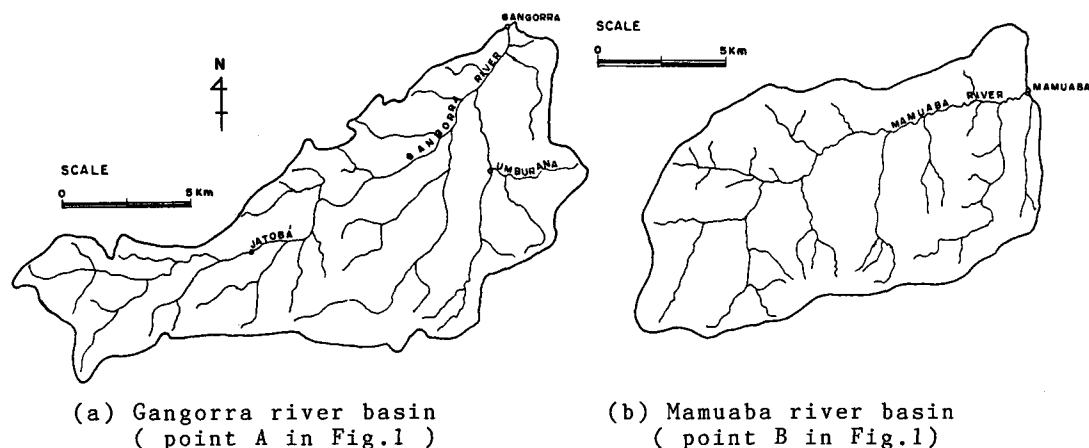 GANGORRA
N
SCALE
0 5Km
GANGORRA RIVER
UMBURANA
JATOBÁ
(a) Gangorra river basin
( point A in Fig.1 )
SCALE
0 5Km
MAMUABA RIVER
MAMUABA
(b) Mamuaba river basin
( point B in Fig.1)